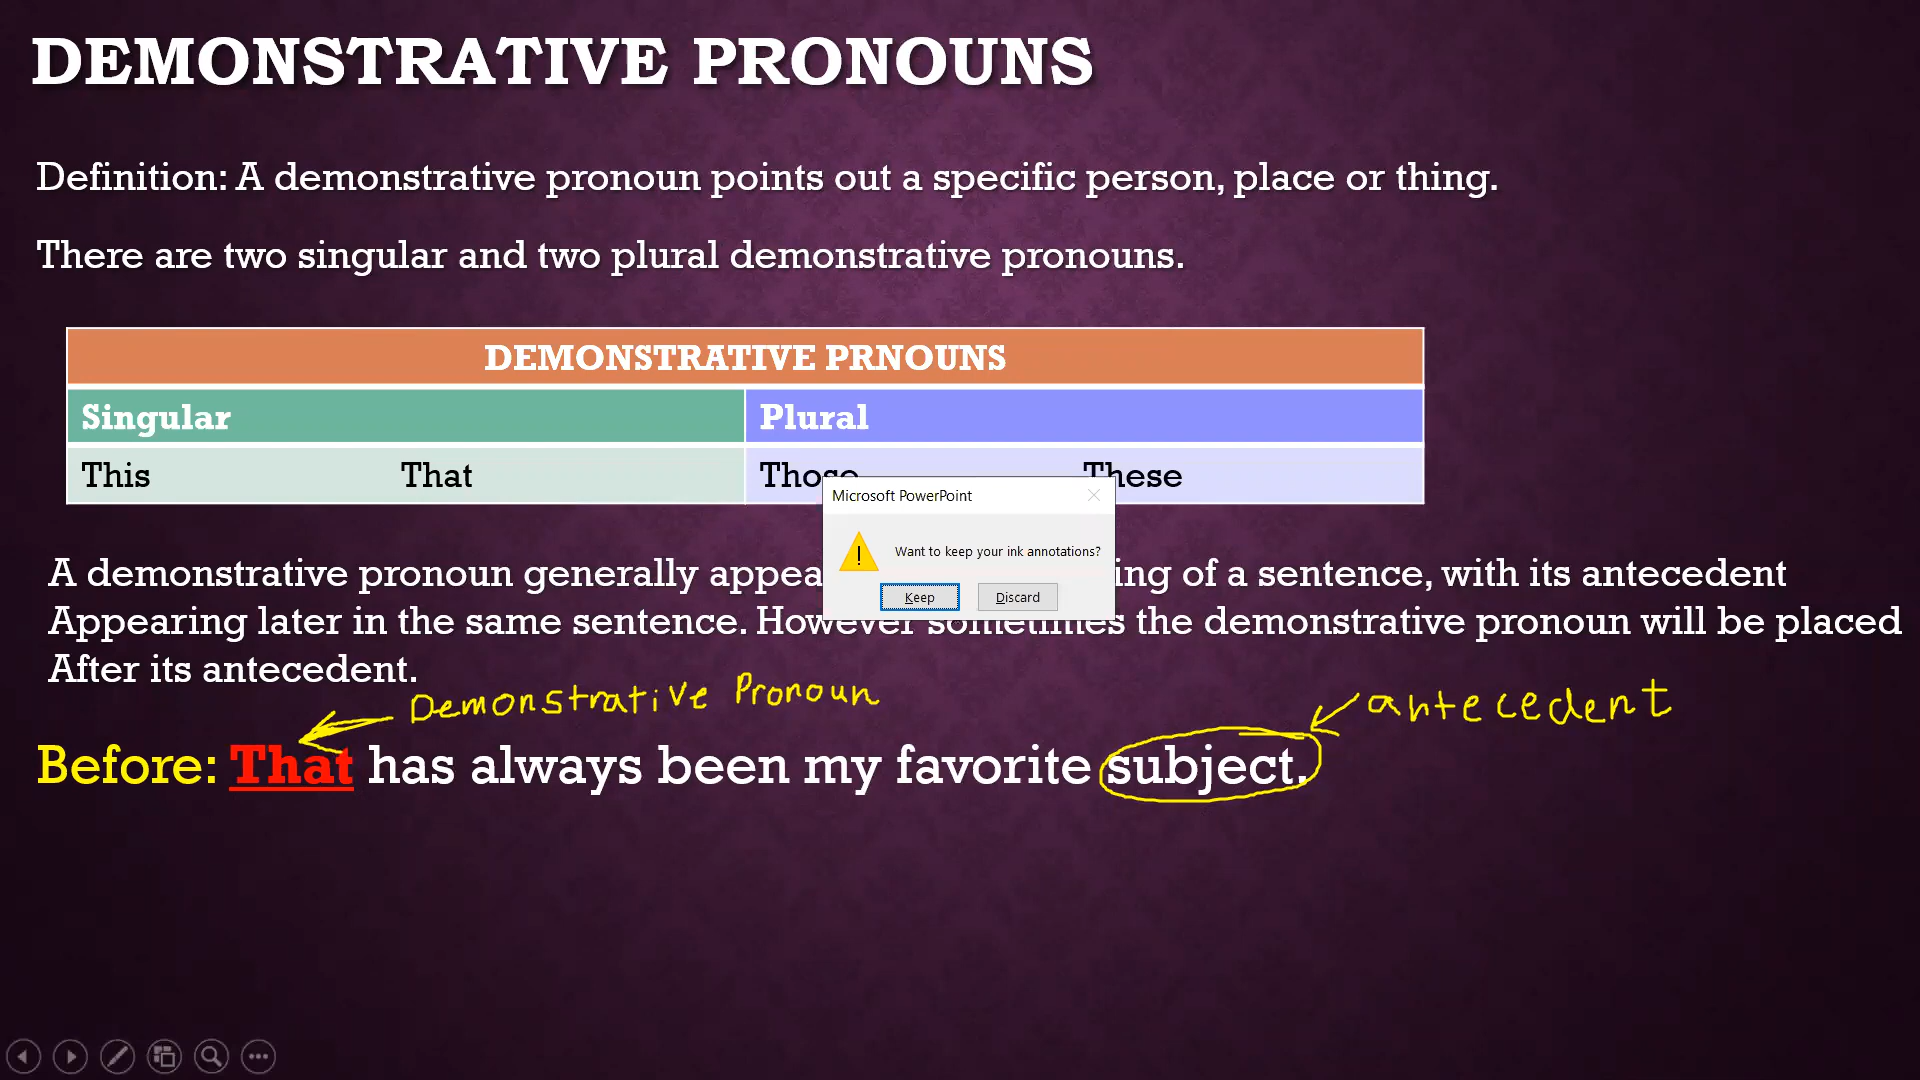 DEMONSTRATIVE PRONOUNS
Definition: A demonstrative pronoun points out a specific person, place or thing.
There are two singular and two plural demonstrative pronouns.
DEMONSTRATIVE PRNOUNS
Singular Plural
This That Those These
Microsoft PowerPoint
Want to keep your ink annotations?
Keep Discard
A demonstrative pronoun generally appea ing of a sentence, with its antecedent
Appearing later in the same sentence. However sometimes the demonstrative pronoun will be placed
After its antecedent.
Demonstrative Pronoun antecedent
Before: That has always been my favorite subject.